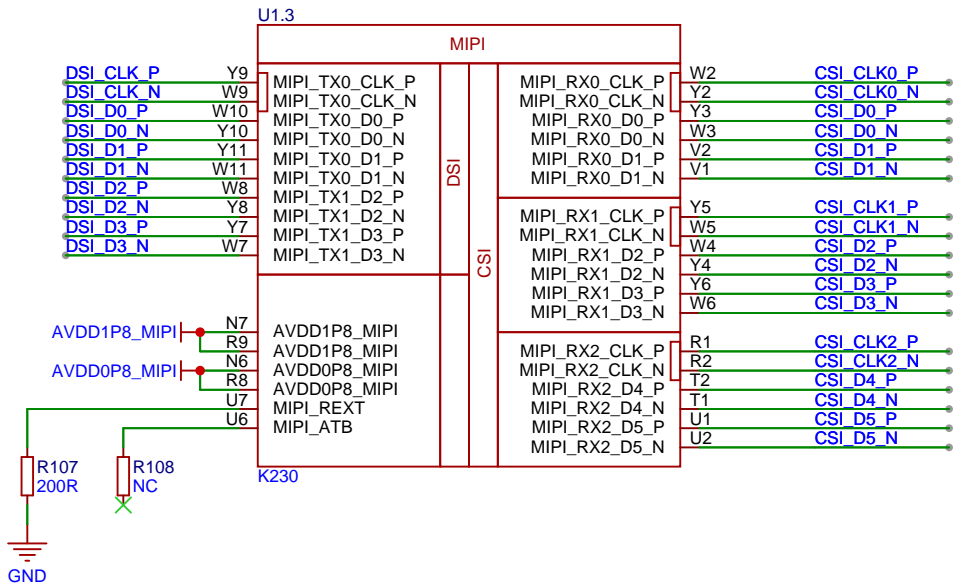 U1.3
MIPI
DSI_CLK_P Y9 MIPI_TX0_CLK_P
DSI_CLK_N W9 MIPI_TX0_CLK_N
DSI_D0_P W10 MIPI_TX0_D0_P
DSI_D0_N Y10 MIPI_TX0_D0_N
DSI_D1_P Y11 MIPI_TX0_D1_P
DSI_D1_N W11 MIPI_TX0_D1_N
DSI_D2_P W8 MIPI_TX1_D2_P
DSI_D2_N Y8 MIPI_TX1_D2_N
DSI_D3_P Y7 MIPI_TX1_D3_P
DSI_D3_N W7 MIPI_TX1_D3_N
DSI
CSI
MIPI_RX0_CLK_P W2 CSI_CLK0_P
MIPI_RX0_CLK_N Y2 CSI_CLK0_N
MIPI_RX0_D0_P Y3 CSI_D0_P
MIPI_RX0_D0_N W3 CSI_D0_N
MIPI_RX0_D1_P V2 CSI_D1_P
MIPI_RX0_D1_N V1 CSI_D1_N
MIPI_RX1_CLK_P Y5 CSI_CLK1_P
MIPI_RX1_CLK_N W5 CSI_CLK1_N
MIPI_RX1_D2_P W4 CSI_D2_P
MIPI_RX1_D2_N Y4 CSI_D2_N
MIPI_RX1_D3_P Y6 CSI_D3_P
MIPI_RX1_D3_N W6 CSI_D3_N
MIPI_RX2_CLK_P R1 CSI_CLK2_P
MIPI_RX2_CLK_N R2 CSI_CLK2_N
MIPI_RX2_D4_P T2 CSI_D4_P
MIPI_RX2_D4_N T1 CSI_D4_N
MIPI_RX2_D5_P U1 CSI_D5_P
MIPI_RX2_D5_N U2 CSI_D5_N
AVDD1P8_MIPI N7 AVDD1P8_MIPI
R9 AVDD1P8_MIPI
AVDD0P8_MIPI N6 AVDD0P8_MIPI
R8 AVDD0P8_MIPI
U7 MIPI_REXT
U6 MIPI_ATB
R107
200R
R108
NC
K230
GND